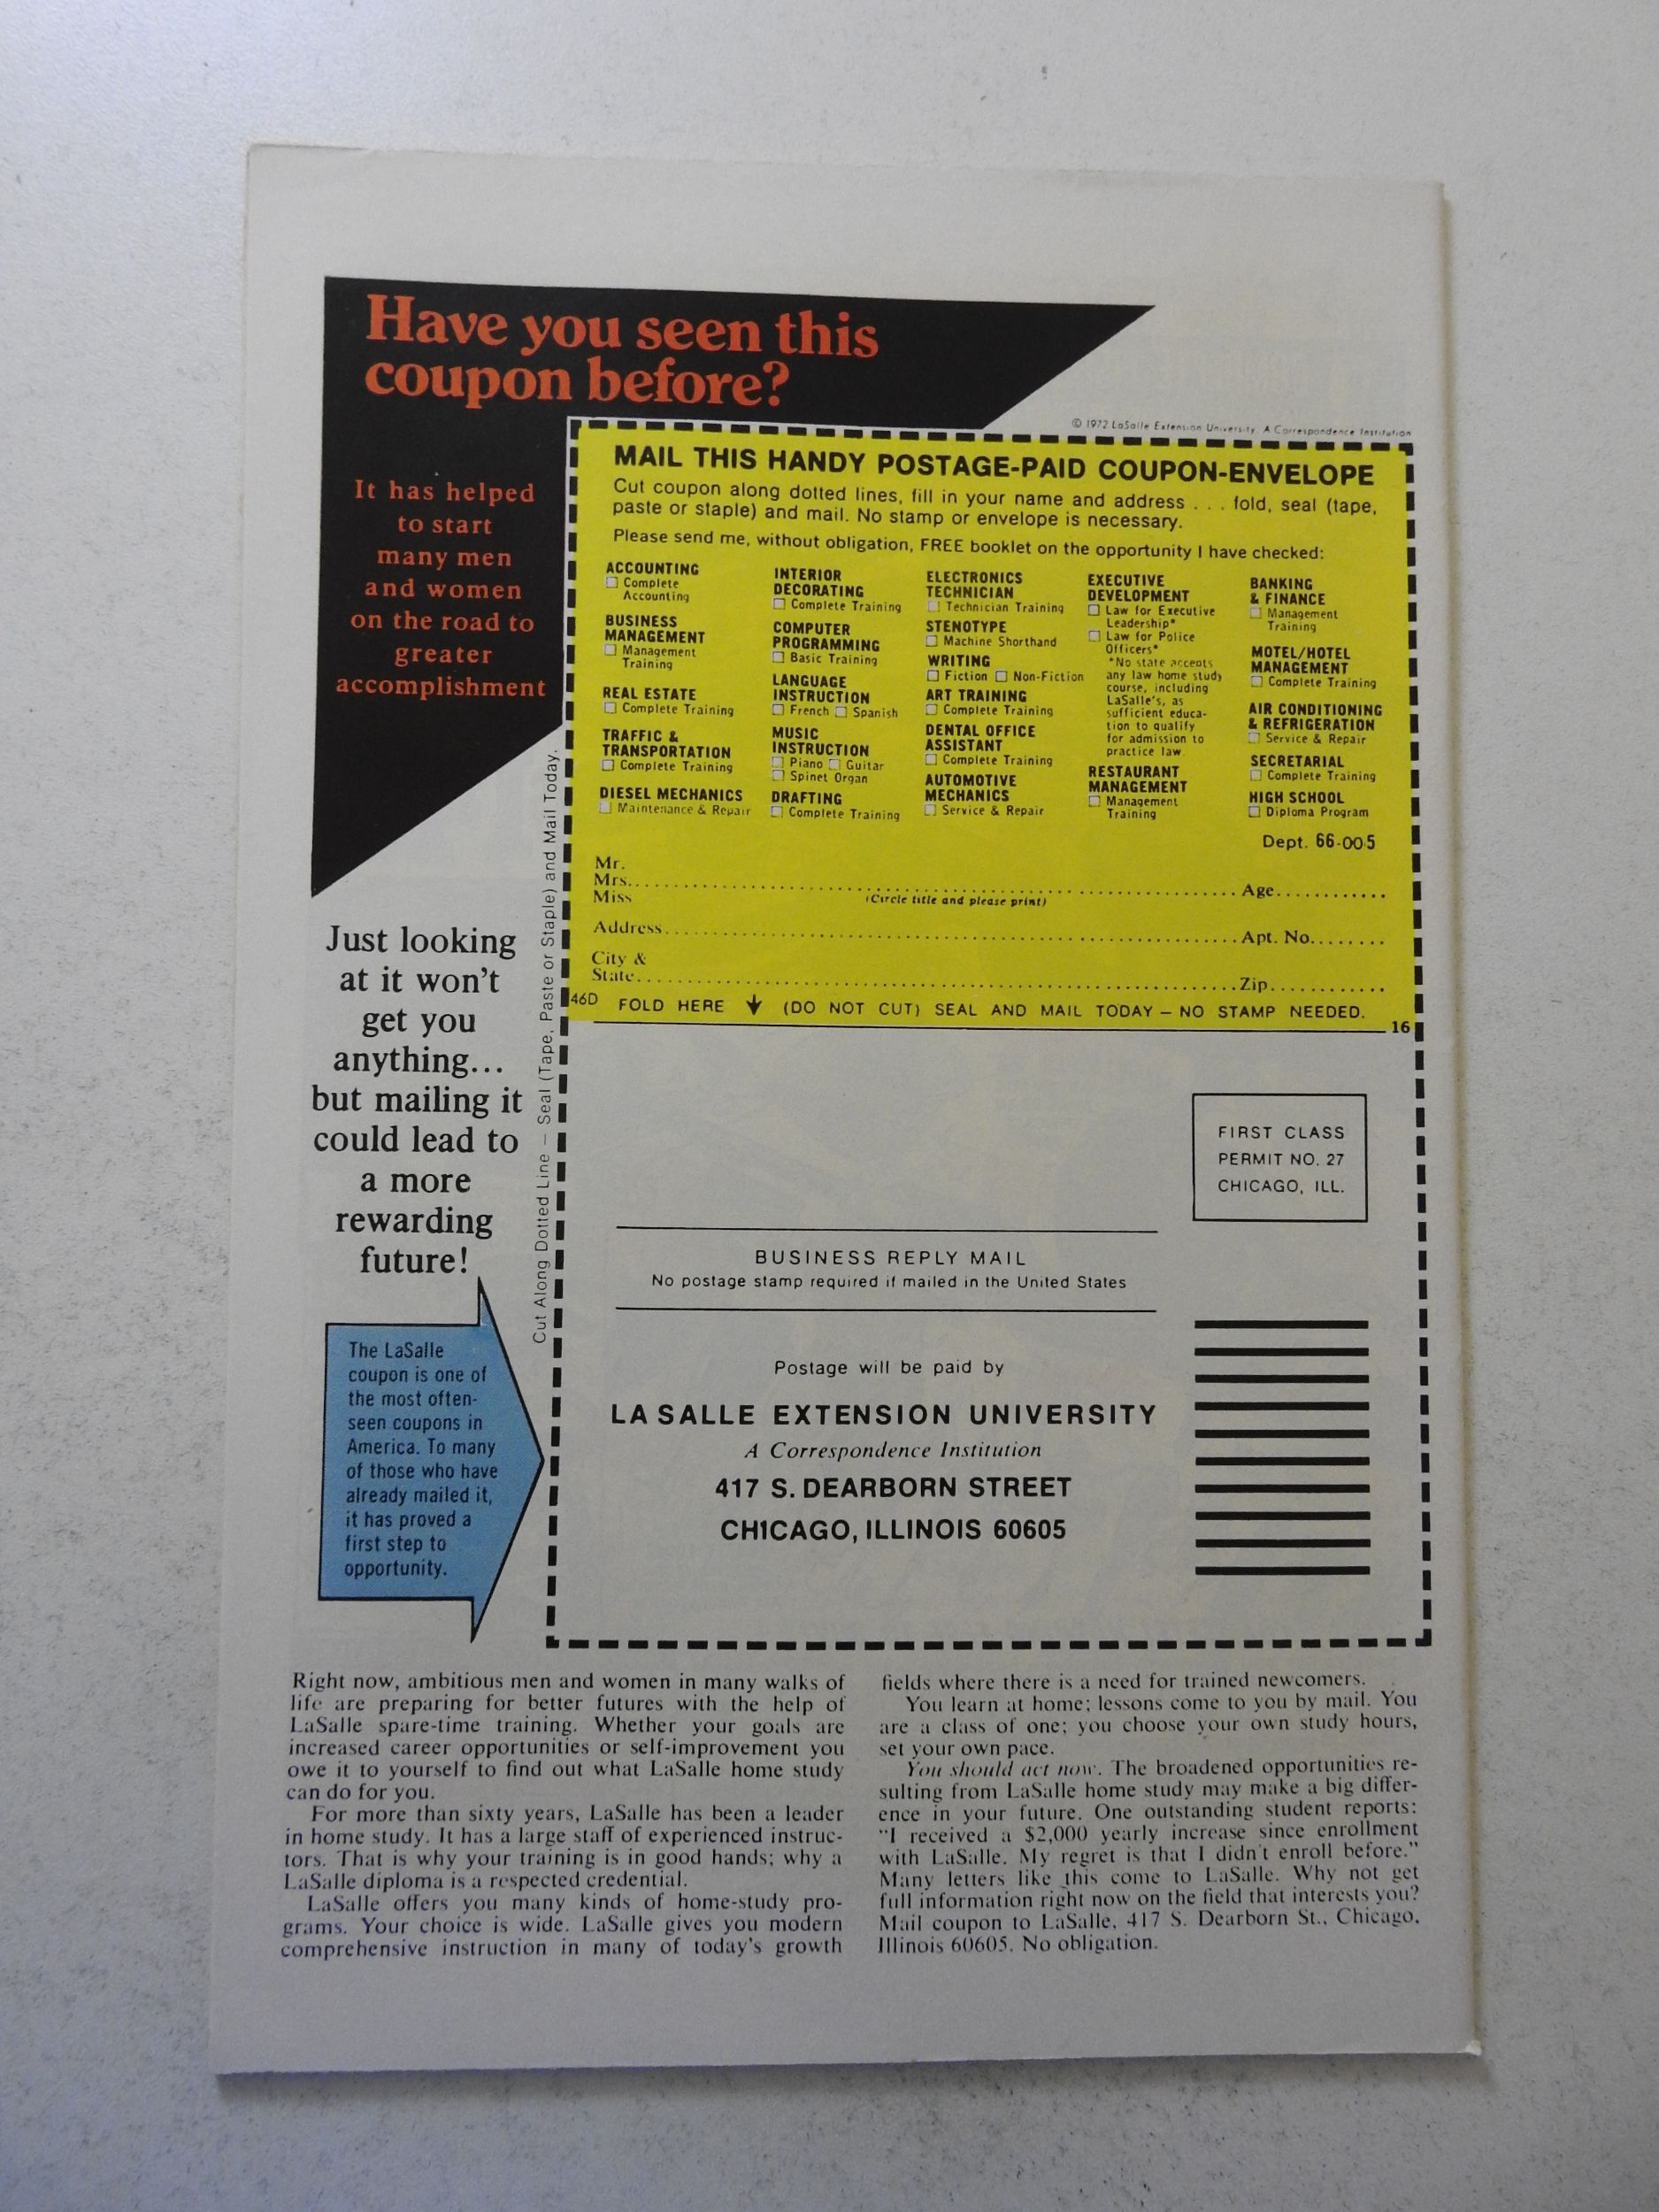 Have you seen this
coupon before?
It has helped
to start
many men
and women
on the road to
greater
accomplishment
Just looking
at it won't
get you
anything...
but mailing it
could lead to
a more
rewarding
future!
The LaSalle
coupon is one of
the most often-
seen coupons in
America. To many
of those who have
already mailed it,
it has proved a
first step to
opportunity.
Cut Along Dotted Line — Seal (Tape, Paste or Staple) and Mail Today.
© 1972 LaSalle Extension University. A Correspondence Institution
MAIL THIS HANDY POSTAGE-PAID COUPON-ENVELOPE
Cut coupon along dotted lines, fill in your name and address . . . fold, seal (tape,
paste or staple) and mail. No stamp or envelope is necessary.
Please send me, without obligation, FREE booklet on the opportunity I have checked:
ACCOUNTING
☐ Complete
Accounting
BUSINESS
MANAGEMENT
☐ Management
Training
REAL ESTATE
☐ Complete Training
TRAFFIC &
TRANSPORTATION
☐ Complete Training
DIESEL MECHANICS
☐ Maintenance & Repair
INTERIOR
DECORATING
☐ Complete Training
COMPUTER
PROGRAMMING
☐ Basic Training
LANGUAGE
INSTRUCTION
☐ French ☐ Spanish
MUSIC
INSTRUCTION
☐ Piano ☐ Guitar
☐ Spinet Organ
DRAFTING
☐ Complete Training
ELECTRONICS
TECHNICIAN
☐ Technician Training
STENOTYPE
☐ Machine Shorthand
WRITING
☐ Fiction ☐ Non-Fiction
ART TRAINING
☐ Complete Training
DENTAL OFFICE
ASSISTANT
☐ Complete Training
AUTOMOTIVE
MECHANICS
☐ Service & Repair
EXECUTIVE
DEVELOPMENT
☐ Law for Executive
Leadership*
☐ Law for Police
Officers*
*No state accepts
any law home study
course, including
LaSalle's, as
sufficient educa-
tion to qualify
for admission to
practice law.
RESTAURANT
MANAGEMENT
☐ Management
Training
BANKING
& FINANCE
☐ Management
Training
MOTEL/HOTEL
MANAGEMENT
☐ Complete Training
AIR CONDITIONING
& REFRIGERATION
☐ Service & Repair
SECRETARIAL
☐ Complete Training
HIGH SCHOOL
☐ Diploma Program
Dept. 66-005
Mr.
Mrs. Age
Miss (Circle title and please print)
Address Apt. No.
City &
State Zip
46D FOLD HERE ↓ (DO NOT CUT) SEAL AND MAIL TODAY — NO STAMP NEEDED.
16
FIRST CLASS
PERMIT NO. 27
CHICAGO, ILL.
BUSINESS REPLY MAIL
No postage stamp required if mailed in the United States
Postage will be paid by
LA SALLE EXTENSION UNIVERSITY
A Correspondence Institution
417 S. DEARBORN STREET
CHICAGO, ILLINOIS 60605
Right now, ambitious men and women in many walks of
life are preparing for better futures with the help of
LaSalle spare-time training. Whether your goals are
increased career opportunities or self-improvement you
owe it to yourself to find out what LaSalle home study
can do for you.
For more than sixty years, LaSalle has been a leader
in home study. It has a large staff of experienced instruc-
tors. That is why your training is in good hands; why a
LaSalle diploma is a respected credential.
LaSalle offers you many kinds of home-study pro-
grams. Your choice is wide. LaSalle gives you modern
comprehensive instruction in many of today's growth
fields where there is a need for trained newcomers.
You learn at home; lessons come to you by mail. You
are a class of one; you choose your own study hours,
set your own pace.
You should act now. The broadened opportunities re-
sulting from LaSalle home study may make a big differ-
ence in your future. One outstanding student reports:
"I received a $2,000 yearly increase since enrollment
with LaSalle. My regret is that I didn't enroll before."
Many letters like this come to LaSalle. Why not get
full information right now on the field that interests you?
Mail coupon to LaSalle, 417 S. Dearborn St., Chicago,
Illinois 60605. No obligation.